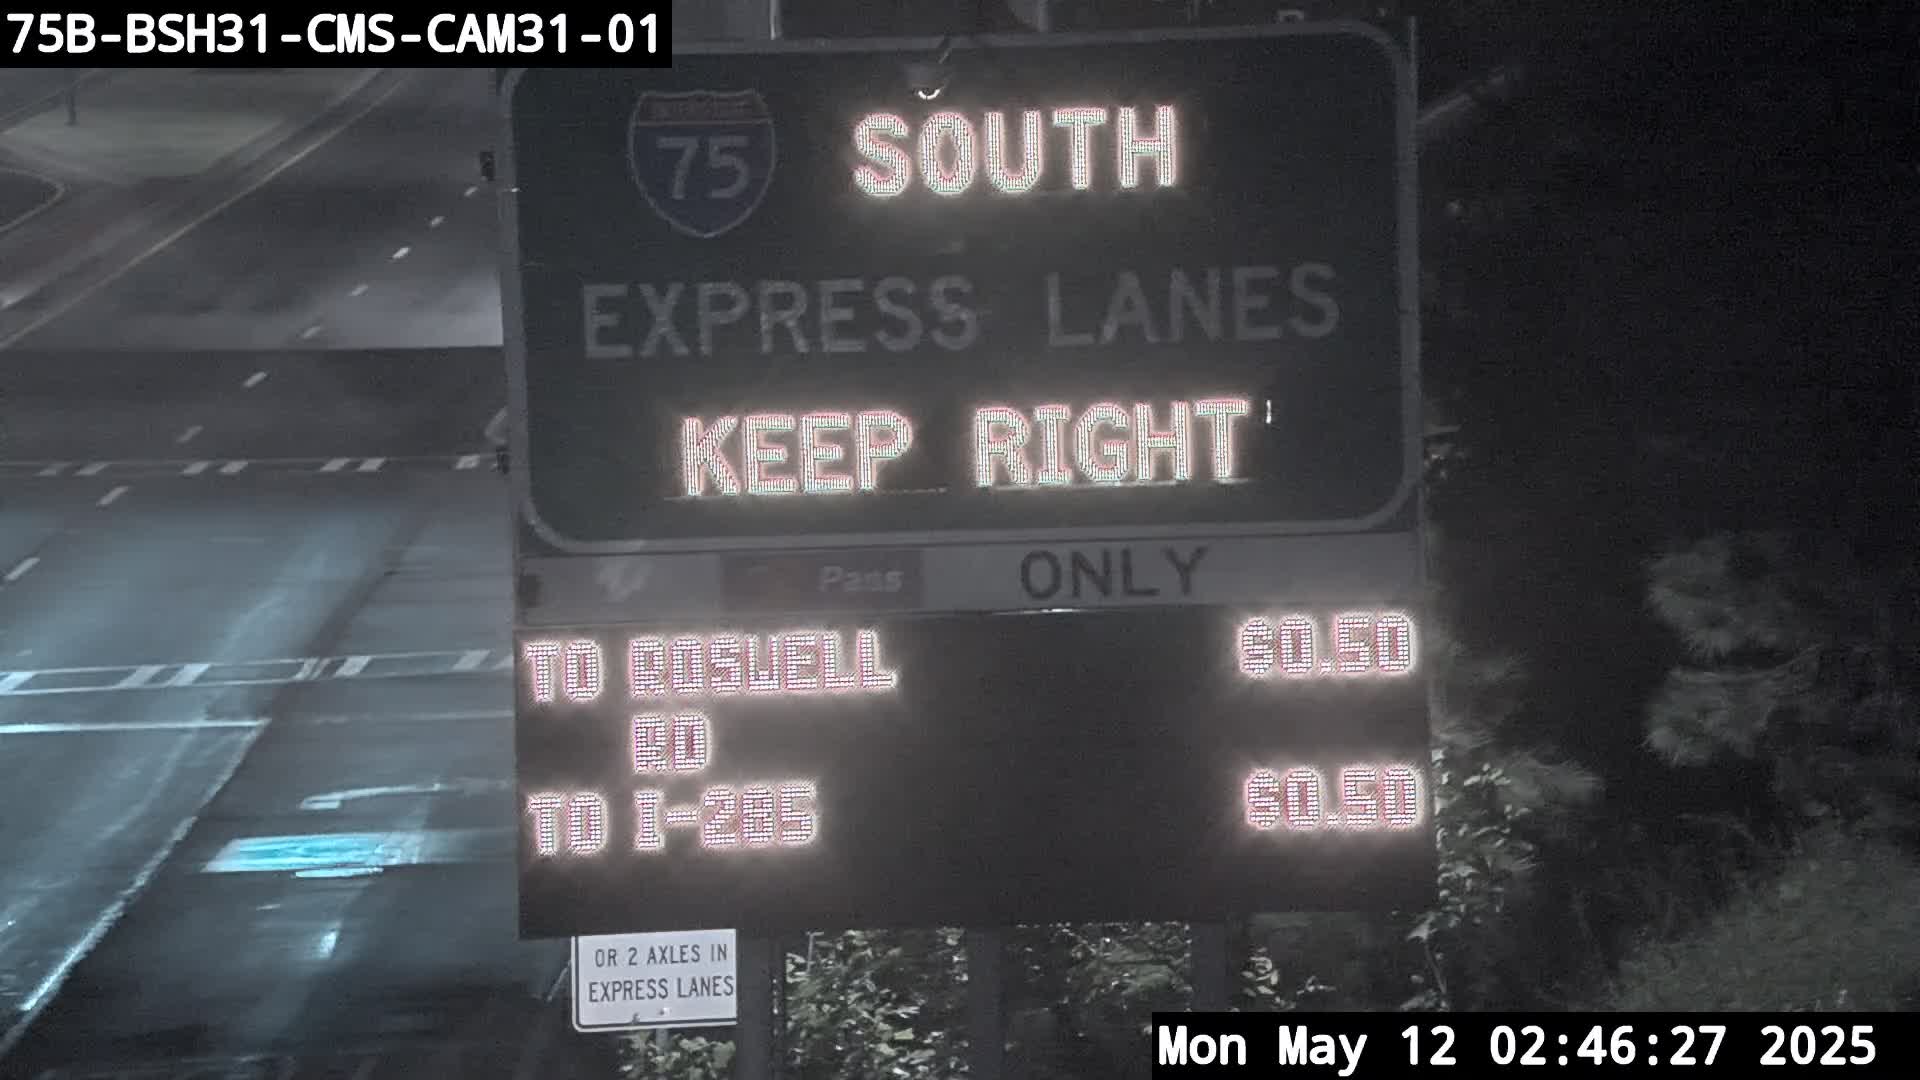 75B-BSH31-CMS-CAM31-01
75 SOUTH
EXPRESS LANES
KEEP RIGHT
Pass ONLY
TO ROSWELL $0.50
RD
TO I-285 $0.50
OR 2 AXLES IN
EXPRESS LANES
Mon May 12 02:46:27 2025